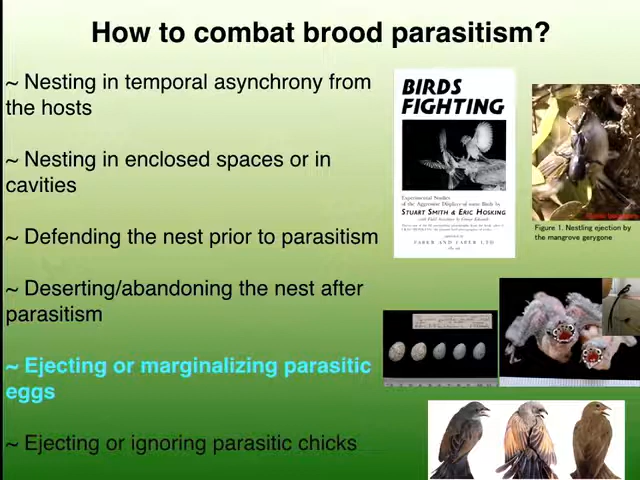 How to combat brood parasitism?
~ Nesting in temporal asynchrony from
the hosts
~ Nesting in enclosed spaces or in
cavities
~ Defending the nest prior to parasitism
~ Deserting/abandoning the nest after
parasitism
~ Ejecting or marginalizing parasitic
eggs
~ Ejecting or ignoring parasitic chicks
BIRDS
FIGHTING
Experimental Studies
of the Aggressive Displays of some Birds by
STUART SMITH & ERIC HOSKING
FABER AND FABER LTD
Figure 1. Nestling ejection by
the mangrove gerygone